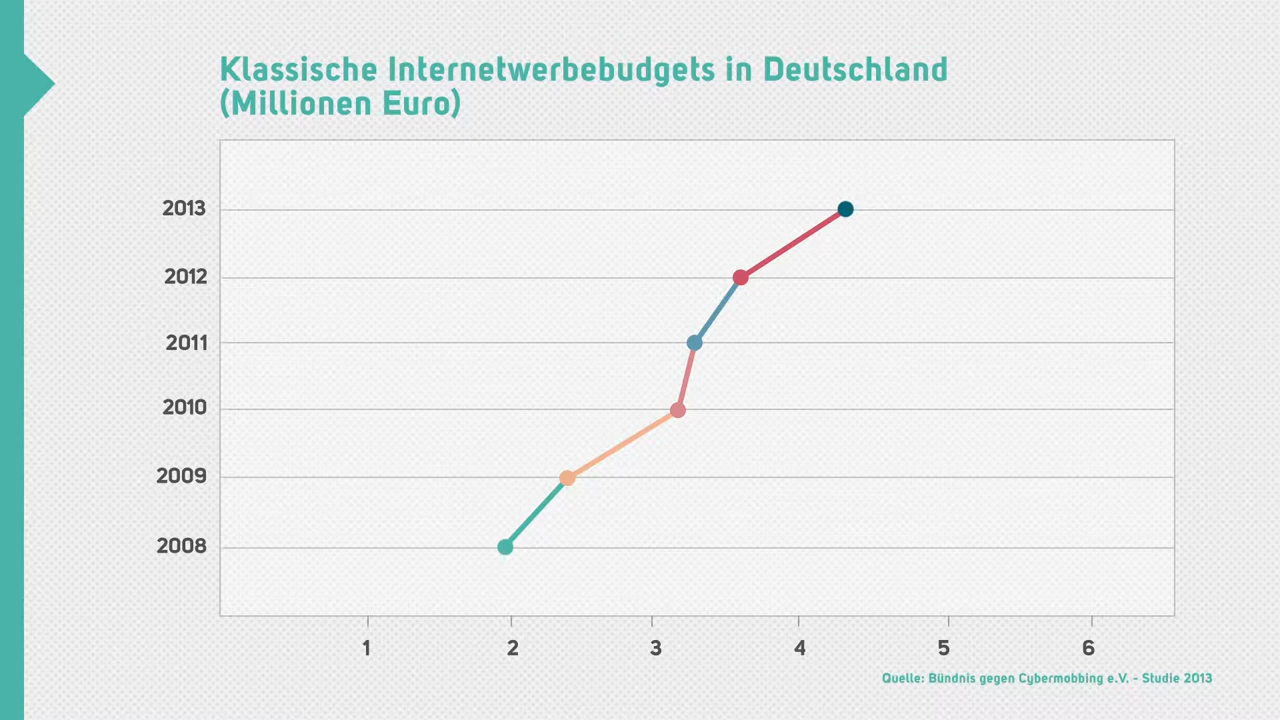 Klassische Internetwerbebudgets in Deutschland
(Millionen Euro)
2013
2012
2011
2010
2009
2008
1 2 3 4 5 6
Quelle: Bündnis gegen Cybermobbing e.V. - Studie 2013